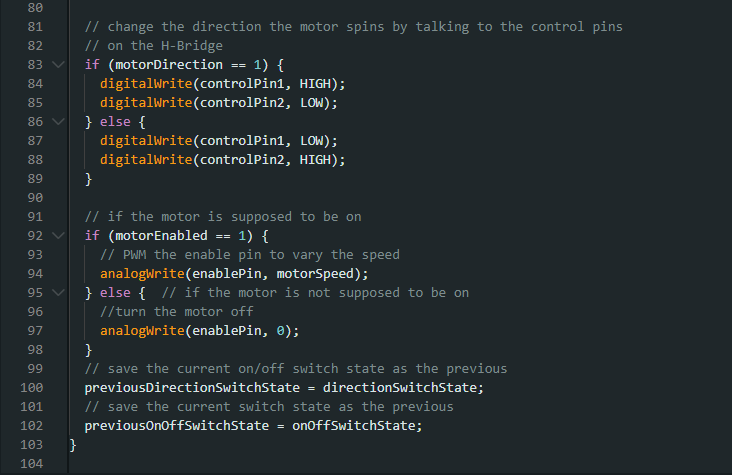 80
81 // change the direction the motor spins by talking to the control pins
82 // on the H-Bridge
83 if (motorDirection == 1) {
84 digitalWrite(controlPin1, HIGH);
85 digitalWrite(controlPin2, LOW);
86 } else {
87 digitalWrite(controlPin1, LOW);
88 digitalWrite(controlPin2, HIGH);
89 }
90
91 // if the motor is supposed to be on
92 if (motorEnabled == 1) {
93 // PWM the enable pin to vary the speed
94 analogWrite(enablePin, motorSpeed);
95 } else {  // if the motor is not supposed to be on
96 //turn the motor off
97 analogWrite(enablePin, 0);
98 }
99 // save the current on/off switch state as the previous
100 previousDirectionSwitchState = directionSwitchState;
101 // save the current switch state as the previous
102 previousOnOffSwitchState = onOffSwitchState;
103 }
104